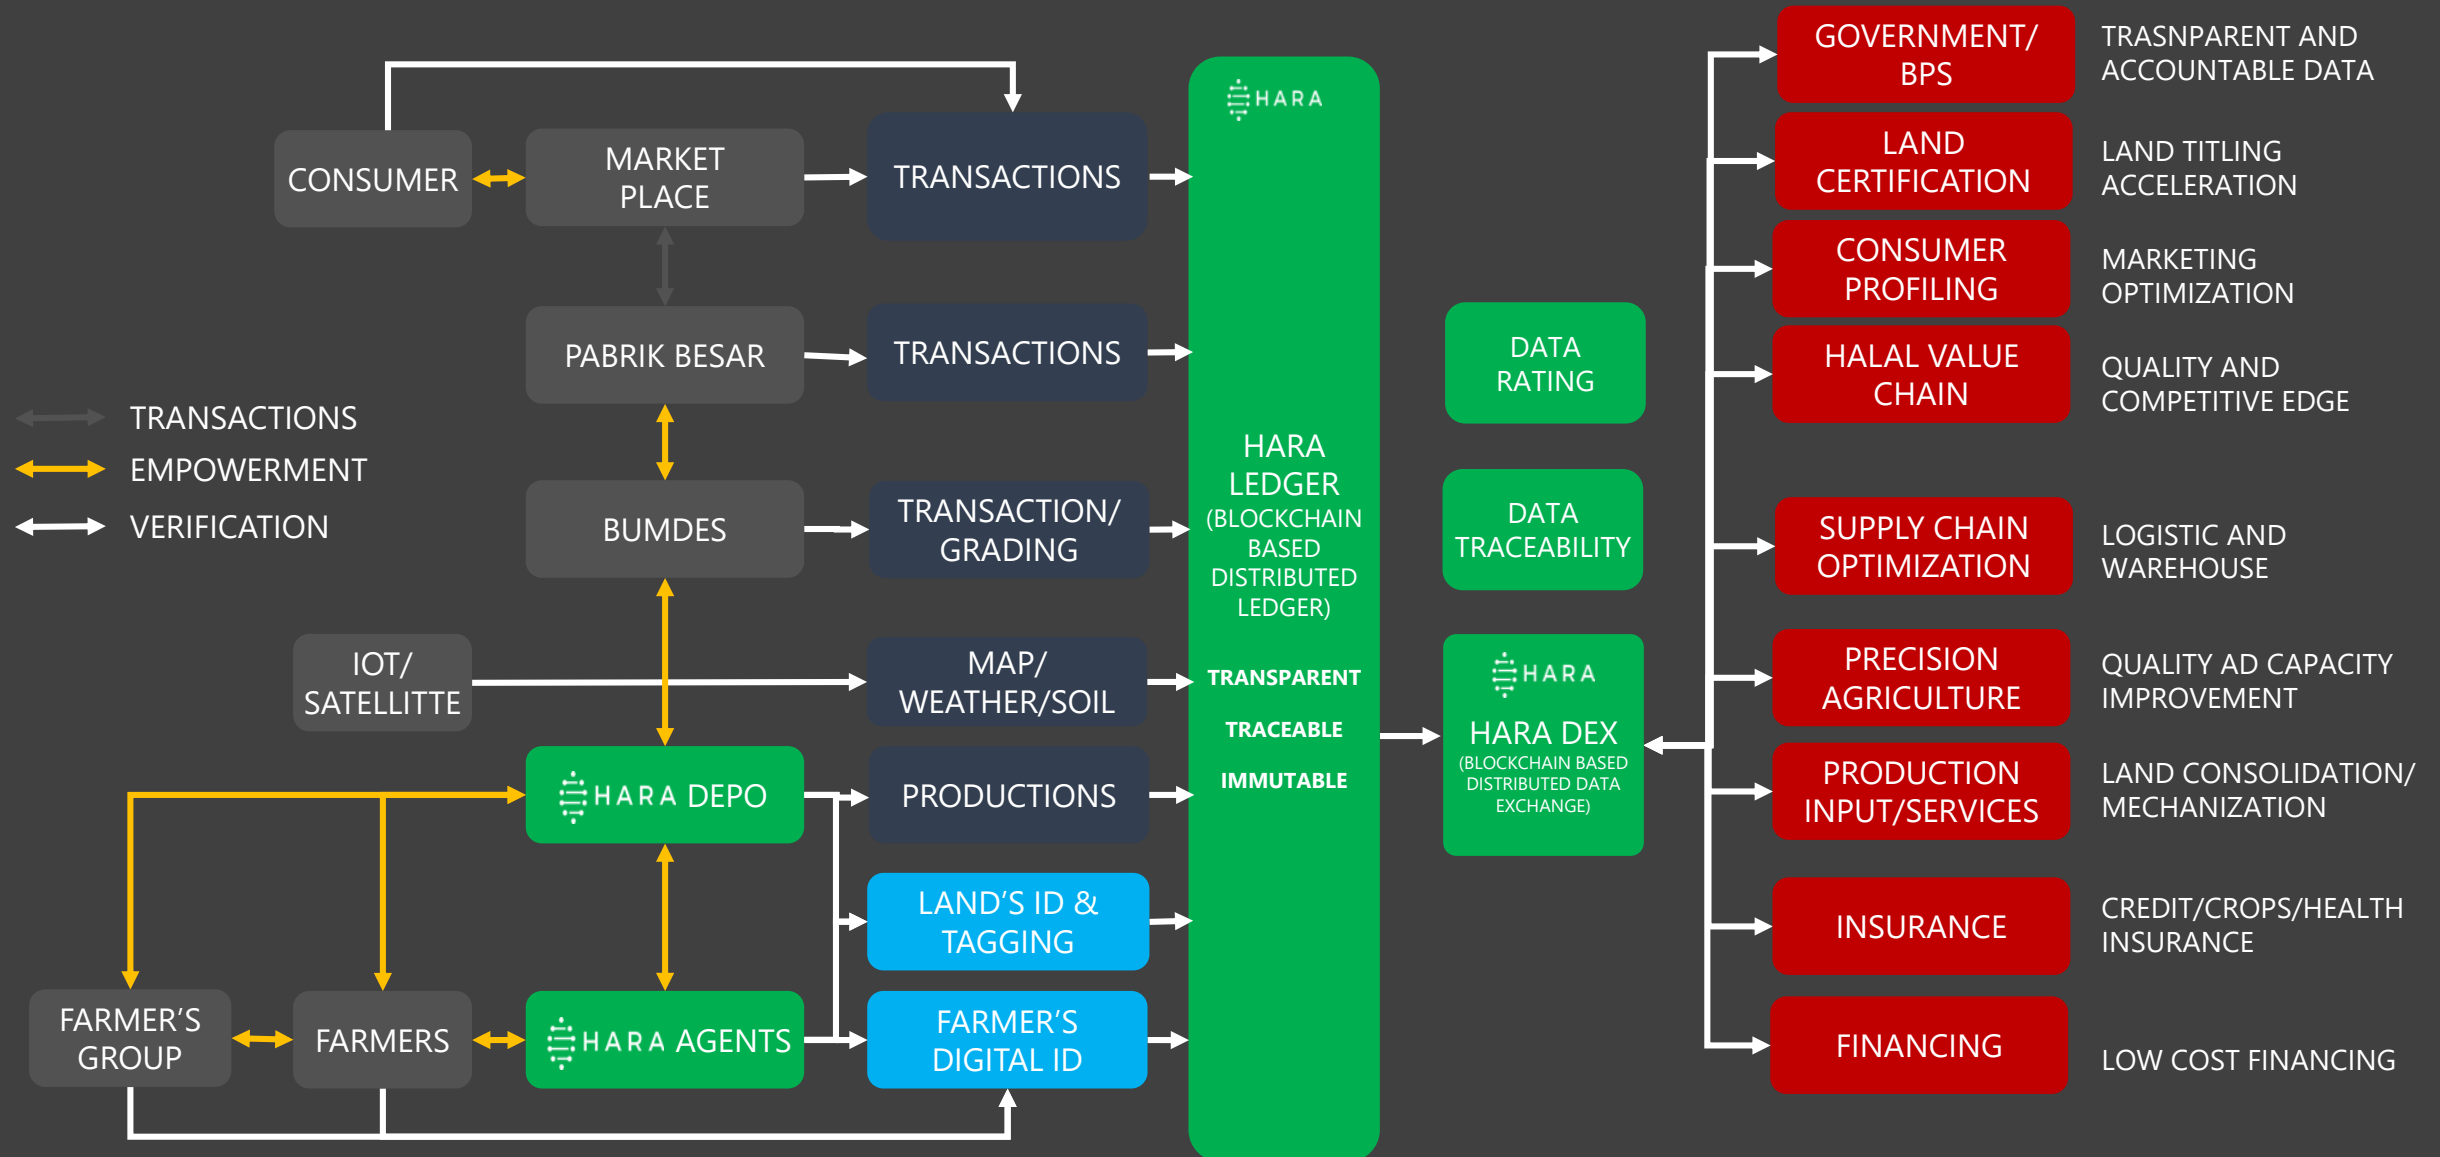 CONSUMER
MARKET
PLACE
TRANSACTIONS
PABRIK BESAR
TRANSACTIONS
TRANSACTIONS
EMPOWERMENT
VERIFICATION
BUMDES
TRANSACTION/
GRADING
IOT/
SATELLITTE
MAP/
WEATHER/SOIL
HARA DEPO
PRODUCTIONS
LAND'S ID &
TAGGING
FARMER'S
GROUP
FARMERS
HARA AGENTS
FARMER'S
DIGITAL ID
HARA
HARA
LEDGER
(BLOCKCHAIN
BASED
DISTRIBUTED
LEDGER)
TRANSPARENT
TRACEABLE
IMMUTABLE
DATA
RATING
DATA
TRACEABILITY
HARA
HARA DEX
(BLOCKCHAIN BASED
DISTRIBUTED DATA
EXCHANGE)
GOVERNMENT/
BPS
TRASNPARENT AND
ACCOUNTABLE DATA
LAND
CERTIFICATION
LAND TITLING
ACCELERATION
CONSUMER
PROFILING
MARKETING
OPTIMIZATION
HALAL VALUE
CHAIN
QUALITY AND
COMPETITIVE EDGE
SUPPLY CHAIN
OPTIMIZATION
LOGISTIC AND
WAREHOUSE
PRECISION
AGRICULTURE
QUALITY AD CAPACITY
IMPROVEMENT
PRODUCTION
INPUT/SERVICES
LAND CONSOLIDATION/
MECHANIZATION
INSURANCE
CREDIT/CROPS/HEALTH
INSURANCE
FINANCING
LOW COST FINANCING